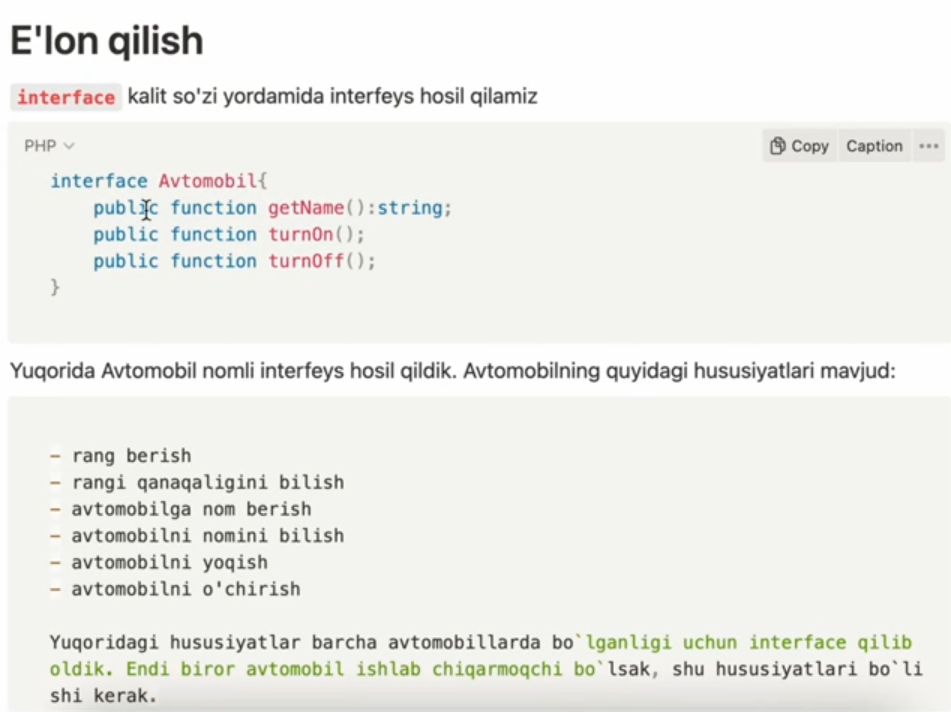 E'lon qilish
interface kalit so'zi yordamida interfeys hosil qilamiz
PHP
Copy Caption
interface Avtomobil{
public function getName():string;
public function turnOn();
public function turnOff();
}
Yuqorida Avtomobil nomli interfeys hosil qildik. Avtomobilning quyidagi hususiyatlari mavjud:
- rang berish
- rangi qanaqaligini bilish
- avtomobilga nom berish
- avtomobilni nomini bilish
- avtomobilni yoqish
- avtomobilni o'chirish
Yuqoridagi hususiyatlar barcha avtomobillarda bo`lganligi uchun interface qilib
oldik. Endi biror avtomobil ishlab chiqarmoqchi bo`lsak, shu hususiyatlari bo`li
shi kerak.